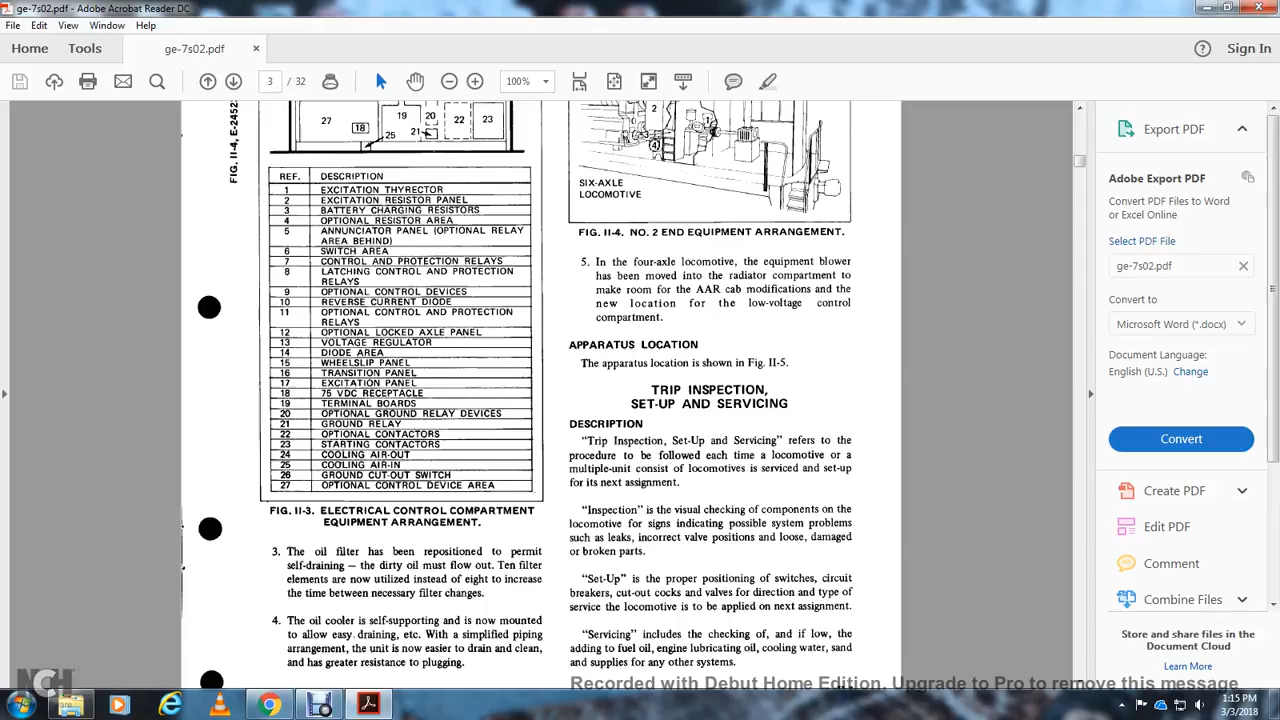 ge-7s02.pdf - Adobe Acrobat Reader DC
File Edit View Window Help
Home Tools ge-7s02.pdf × Sign In
3 / 32 100%
FIG. II-4, E-2452
27 18 19 20 21 22 23 25
REF. DESCRIPTION
1 EXCITATION THYRECTOR
2 EXCITATION RESISTOR PANEL
3 BATTERY CHARGING RESISTORS
4 OPTIONAL RESISTOR AREA
5 ANNUNCIATOR PANEL (OPTIONAL RELAY
AREA BEHIND)
6 SWITCH AREA
7 CONTROL AND PROTECTION RELAYS
8 LATCHING CONTROL AND PROTECTION
RELAYS
9 OPTIONAL CONTROL DEVICES
10 REVERSE CURRENT DIODE
11 OPTIONAL CONTROL AND PROTECTION
RELAYS
12 OPTIONAL LOCKED AXLE PANEL
13 VOLTAGE REGULATOR
14 DIODE AREA
15 WHEELSLIP PANEL
16 TRANSITION PANEL
17 EXCITATION PANEL
18 75 VDC RECEPTACLE
19 TERMINAL BOARDS
20 OPTIONAL GROUND RELAY DEVICES
21 GROUND RELAY
22 OPTIONAL CONTACTORS
23 STARTING CONTACTORS
24 COOLING AIR-OUT
25 COOLING AIR-IN
26 GROUND CUT-OUT SWITCH
27 OPTIONAL CONTROL DEVICE AREA
FIG. II-3. ELECTRICAL CONTROL COMPARTMENT
EQUIPMENT ARRANGEMENT.
3. The oil filter has been repositioned to permit
self-draining — the dirty oil must flow out. Ten filter
elements are now utilized instead of eight to increase
the time between necessary filter changes.
4. The oil cooler is self-supporting and is now mounted
to allow easy draining, etc. With a simplified piping
arrangement, the unit is now easier to drain and clean,
and has greater resistance to plugging.
2
4
SIX-AXLE
LOCOMOTIVE
FIG. II-4. NO. 2 END EQUIPMENT ARRANGEMENT.
5. In the four-axle locomotive, the equipment blower
has been moved into the radiator compartment to
make room for the AAR cab modifications and the
new location for the low-voltage control
compartment.
APPARATUS LOCATION
The apparatus location is shown in Fig. II-5.
TRIP INSPECTION,
SET-UP AND SERVICING
DESCRIPTION
"Trip Inspection, Set-Up and Servicing" refers to the
procedure to be followed each time a locomotive or a
multiple-unit consist of locomotives is serviced and set-up
for its next assignment.
"Inspection" is the visual checking of components on the
locomotive for signs indicating possible system problems
such as leaks, incorrect valve positions and loose, damaged
or broken parts.
"Set-Up" is the proper positioning of switches, circuit
breakers, cut-out cocks and valves for direction and type of
service the locomotive is to be applied on next assignment.
"Servicing" includes the checking of, and if low, the
adding to fuel oil, engine lubricating oil, cooling water, sand
and supplies for any other systems.
Export PDF
Adobe Export PDF
Convert PDF Files to Word
or Excel Online
Select PDF File
ge-7s02.pdf
Convert to
Microsoft Word (*.docx)
Document Language:
English (U.S.) Change
Convert
Create PDF
Edit PDF
Comment
Combine Files
Store and share files in the
Document Cloud
Learn More
NCH
Recorded with Debut Home Edition. Upgrade to Pro to remove this message
1:15 PM
3/3/2018